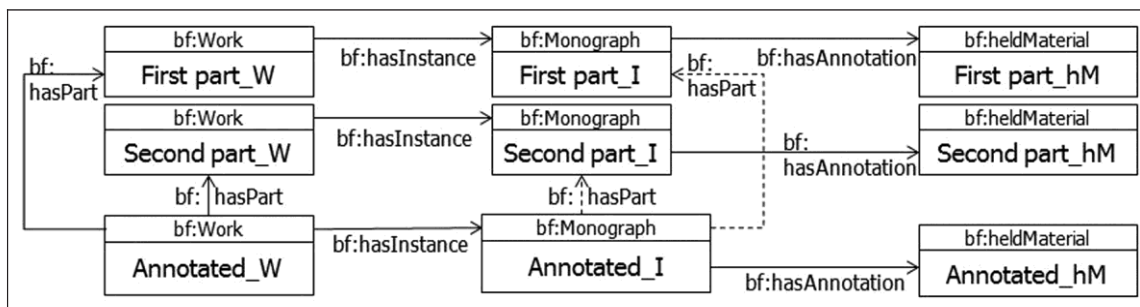 bf:Work
First part_W
bf:hasInstance
bf:Monograph
First part_I
bf:hasAnnotation
bf:heldMaterial
First part_hM
bf:
hasPart
bf:
hasPart
bf:Work
Second part_W
bf:hasInstance
bf:Monograph
Second part_I
bf:
hasAnnotation
bf:heldMaterial
Second part_hM
bf: hasPart
bf: hasPart
bf:Work
Annotated_W
bf:hasInstance
bf:Monograph
Annotated_I
bf:hasAnnotation
bf:heldMaterial
Annotated_hM